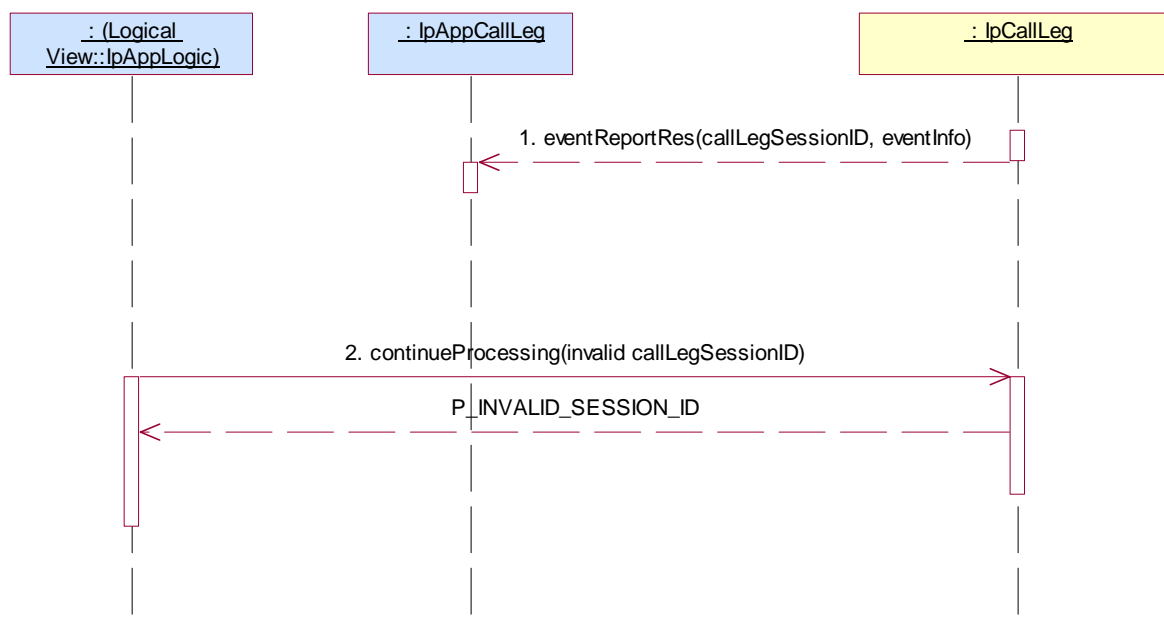 : (Logical
View::IpAppLogic)
: IpAppCallLeg
: IpCallLeg
1. eventReportRes(callLegSessionID, eventInfo)
2. continueProcessing(invalid callLegSessionID)
P_INVALID_SESSION_ID